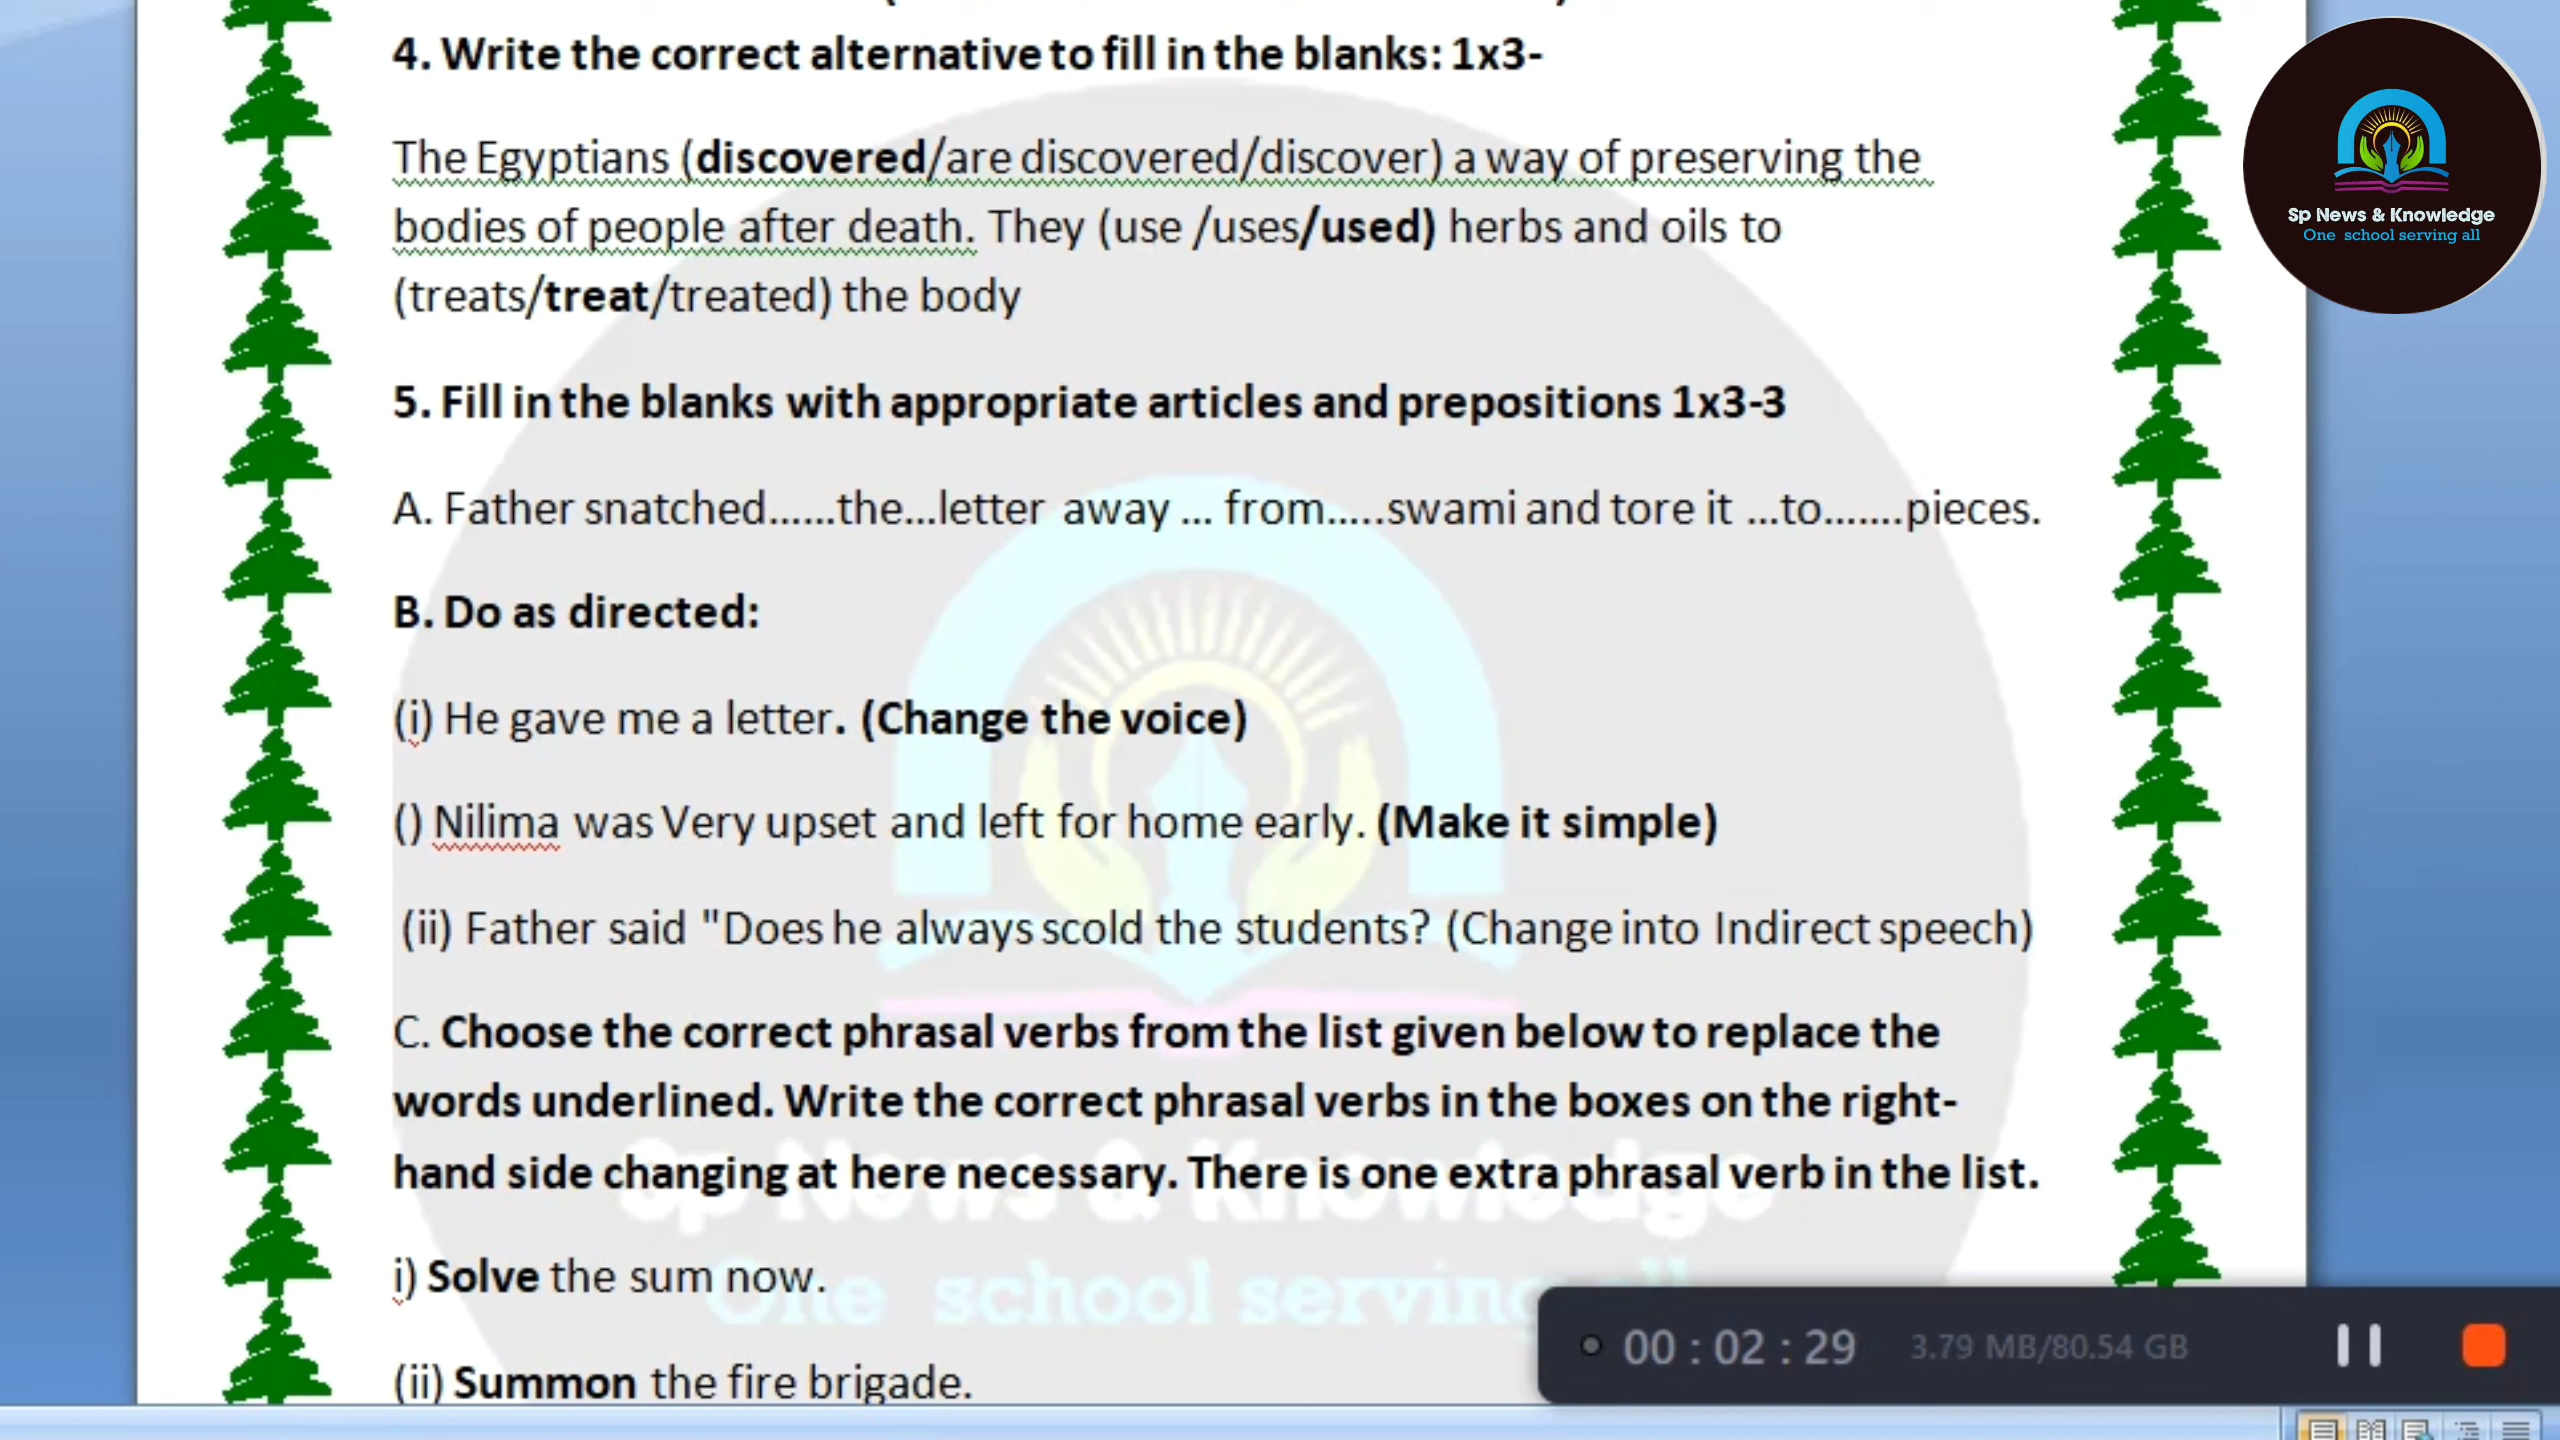 4. Write the correct alternative to fill in the blanks: 1x3-
The Egyptians (discovered/are discovered/discover) a way of preserving the
bodies of people after death. They (use /uses/used) herbs and oils to
(treats/treat/treated) the body
5. Fill in the blanks with appropriate articles and prepositions 1x3-3
A. Father snatched......the...letter away ... from.....swami and tore it ...to.......pieces.
B. Do as directed:
(i) He gave me a letter. (Change the voice)
() Nilima was Very upset and left for home early. (Make it simple)
(ii) Father said "Does he always scold the students? (Change into Indirect speech)
C. Choose the correct phrasal verbs from the list given below to replace the
words underlined. Write the correct phrasal verbs in the boxes on the right-
hand side changing at here necessary. There is one extra phrasal verb in the list.
i) Solve the sum now.
(ii) Summon the fire brigade.
Sp News & Knowledge
One school serving all
Sp News & Knowledge
One school serving all
00 : 02 : 29 3.79 MB/80.54 GB